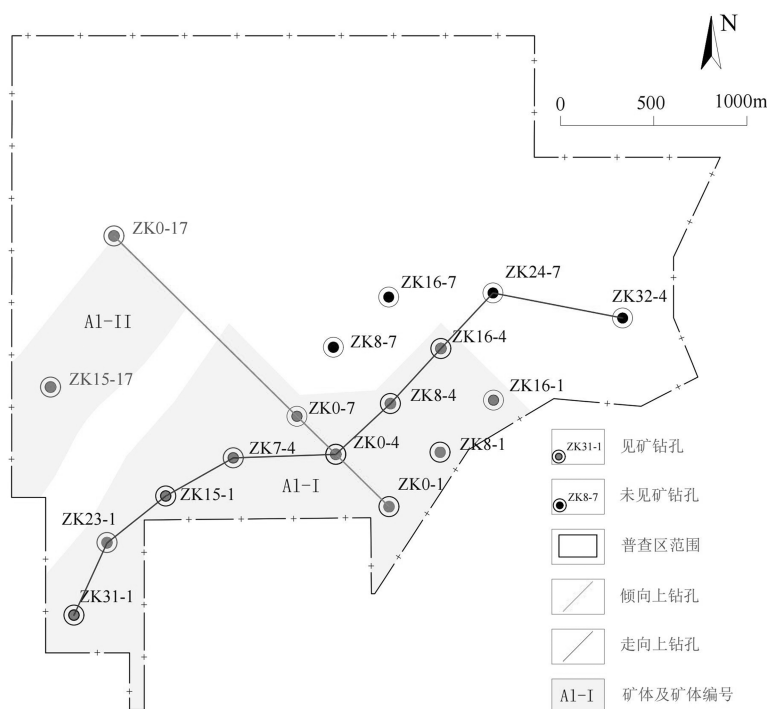 N
0 500 1000m
ZK0-17
ZK16-7
ZK24-7
ZK32-4
Al-II
ZK8-7
ZK16-4
ZK15-17
ZK16-1
ZK0-7
ZK8-4
ZK7-4
ZK0-4
ZK8-1
ZK15-1
Al-I
ZK0-1
ZK23-1
ZK31-1
ZK31-1 见矿钻孔
ZK8-7 未见矿钻孔
普查区范围
倾向上钻孔
走向上钻孔
Al-I 矿体及矿体编号